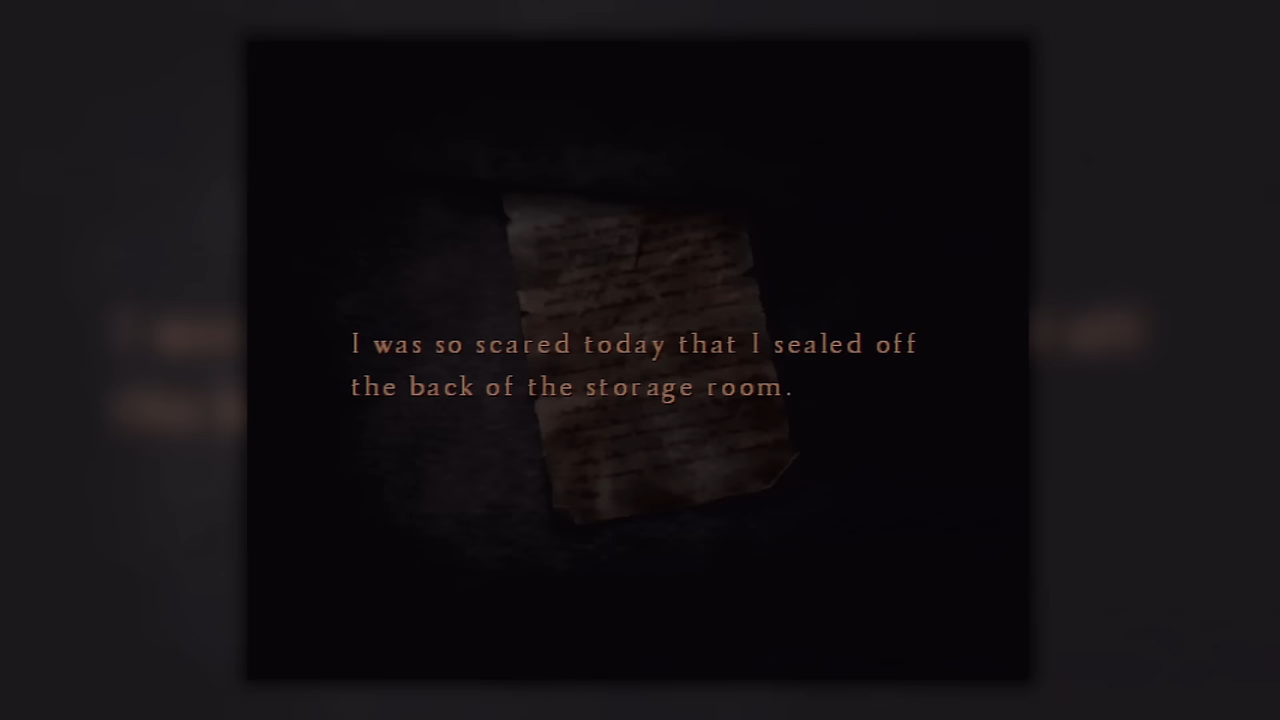 I was so scared today that I sealed off
the back of the storage room.